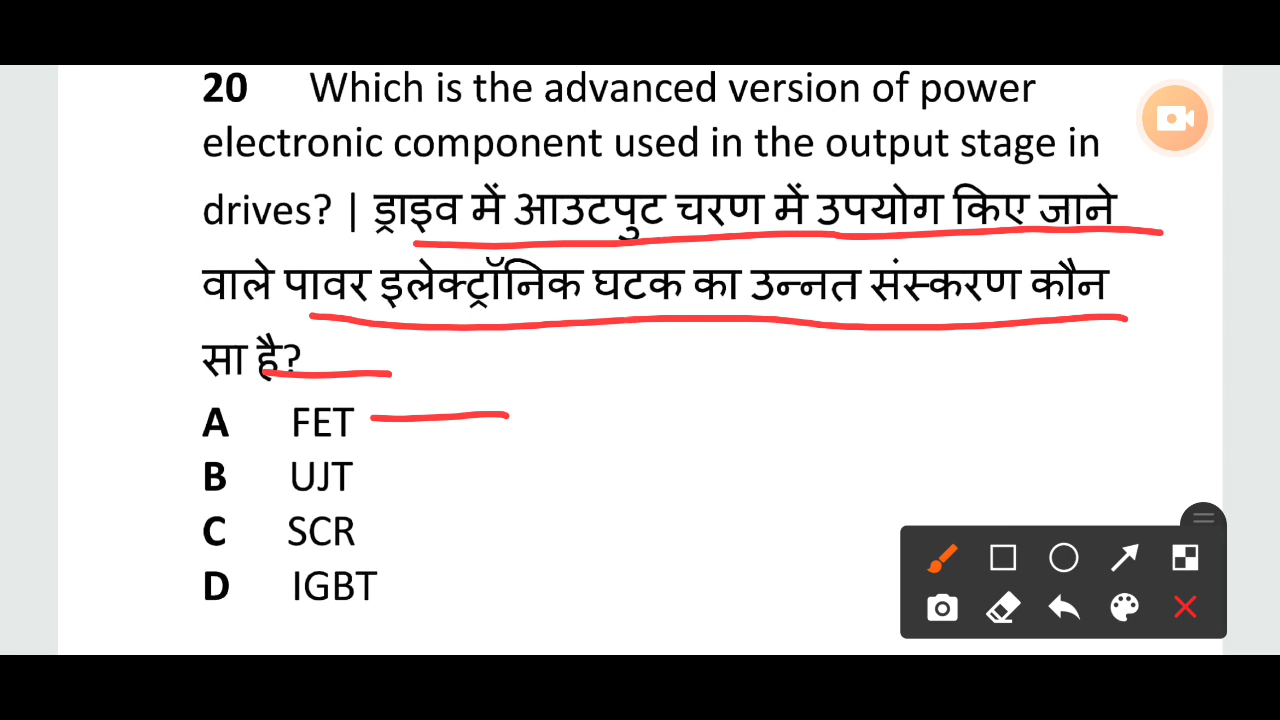 20 Which is the advanced version of power
electronic component used in the output stage in
drives? | ड्राइव में आउटपुट चरण में उपयोग किए जाने
वाले पावर इलेक्ट्रॉनिक घटक का उन्नत संस्करण कौन
सा है?
A FET
B UJT
C SCR
D IGBT